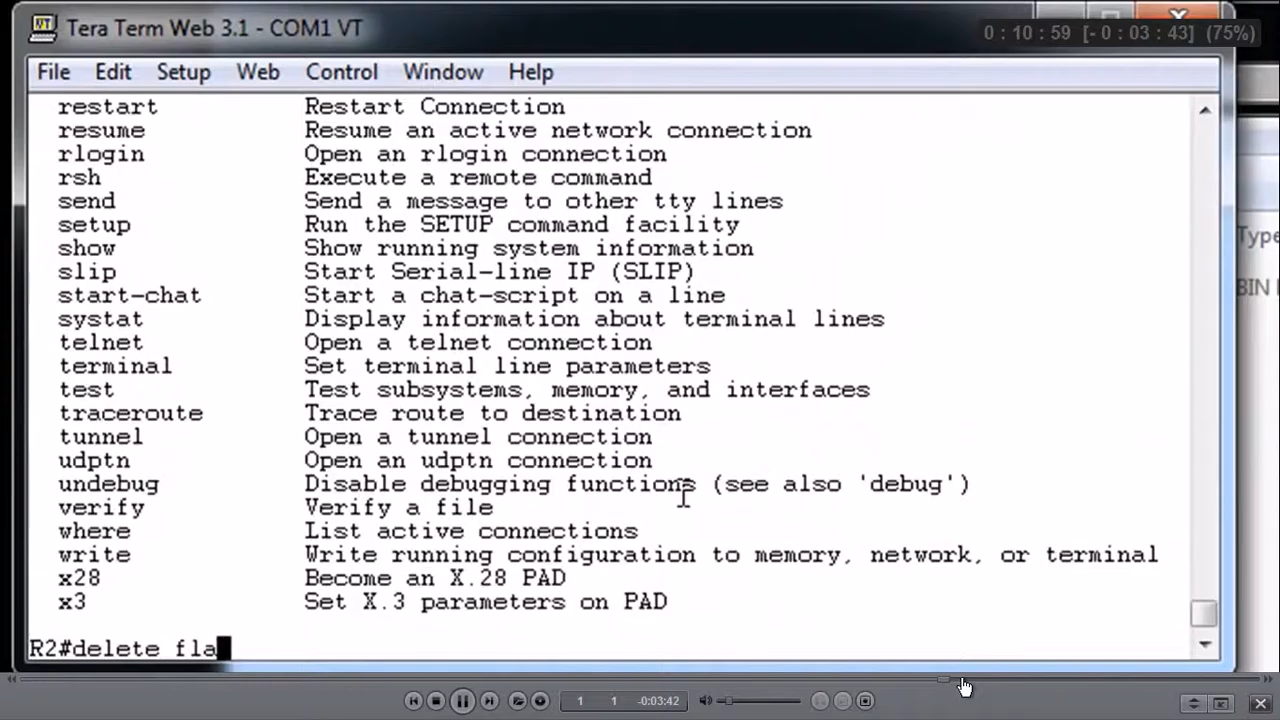 Tera Term Web 3.1 - COM1 VT
0:10:59 [-0:03:43] (75%)
File Edit Setup Web Control Window Help
restart Restart Connection
resume Resume an active network connection
rlogin Open an rlogin connection
rsh Execute a remote command
send Send a message to other tty lines
setup Run the SETUP command facility
show Show running system information
slip Start Serial-line IP (SLIP)
start-chat Start a chat-script on a line
systat Display information about terminal lines
telnet Open a telnet connection
terminal Set terminal line parameters
test Test subsystems, memory, and interfaces
traceroute Trace route to destination
tunnel Open a tunnel connection
udptn Open an udptn connection
undebug Disable debugging functions (see also 'debug')
verify Verify a file
where List active connections
write Write running configuration to memory, network, or terminal
x28 Become an X.28 PAD
x3 Set X.3 parameters on PAD
R2#delete fla
Type
BIN
1 1 -0:03:42